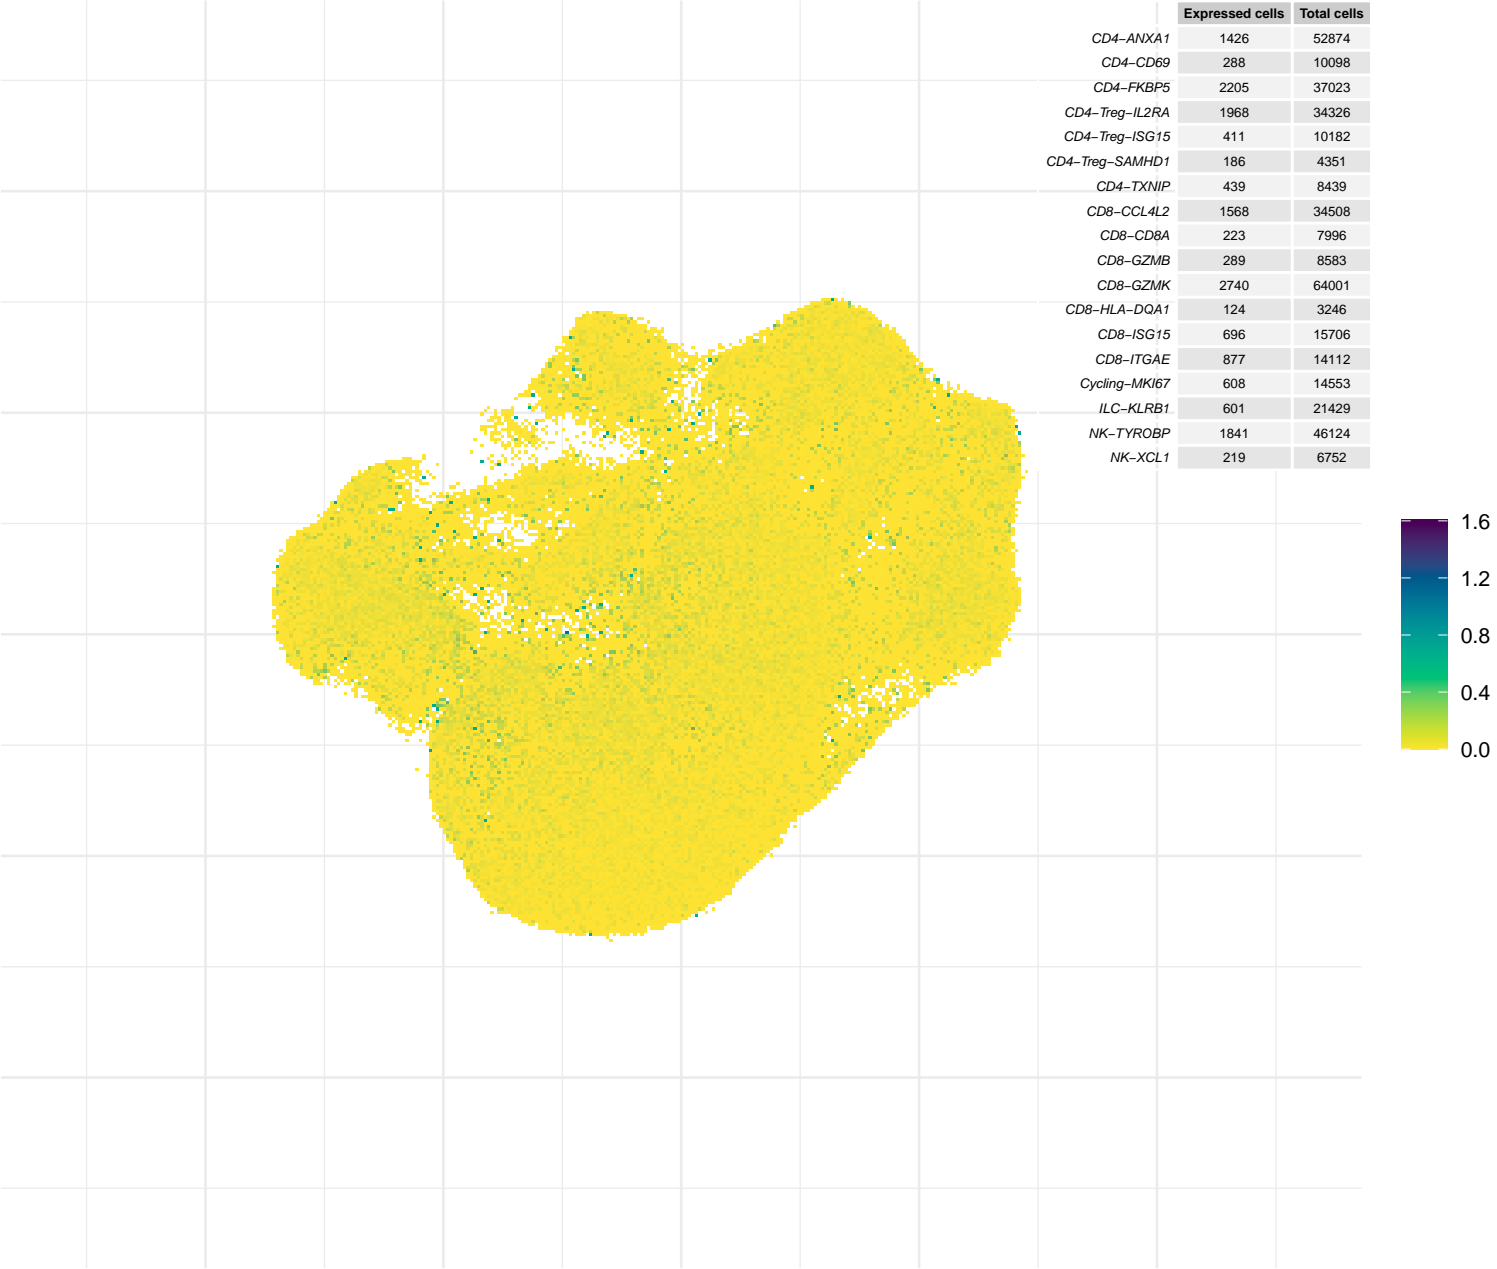 Expressed cells Total cells
CD4−ANXA1 1426 52874
CD4−CD69 288 10098
CD4−FKBP5 2205 37023
CD4−Treg−IL2RA 1968 34326
CD4−Treg−ISG15 411 10182
CD4−Treg−SAMHD1 186 4351
CD4−TXNIP 439 8439
CD8−CCL4L2 1568 34508
CD8−CD8A 223 7996
CD8−GZMB 289 8583
CD8−GZMK 2740 64001
CD8−HLA−DQA1 124 3246
CD8−ISG15 696 15706
CD8−ITGAE 877 14112
Cycling−MKI67 608 14553
ILC−KLRB1 601 21429
NK−TYROBP 1841 46124
NK−XCL1 219 6752
1.6
1.2
0.8
0.4
0.0